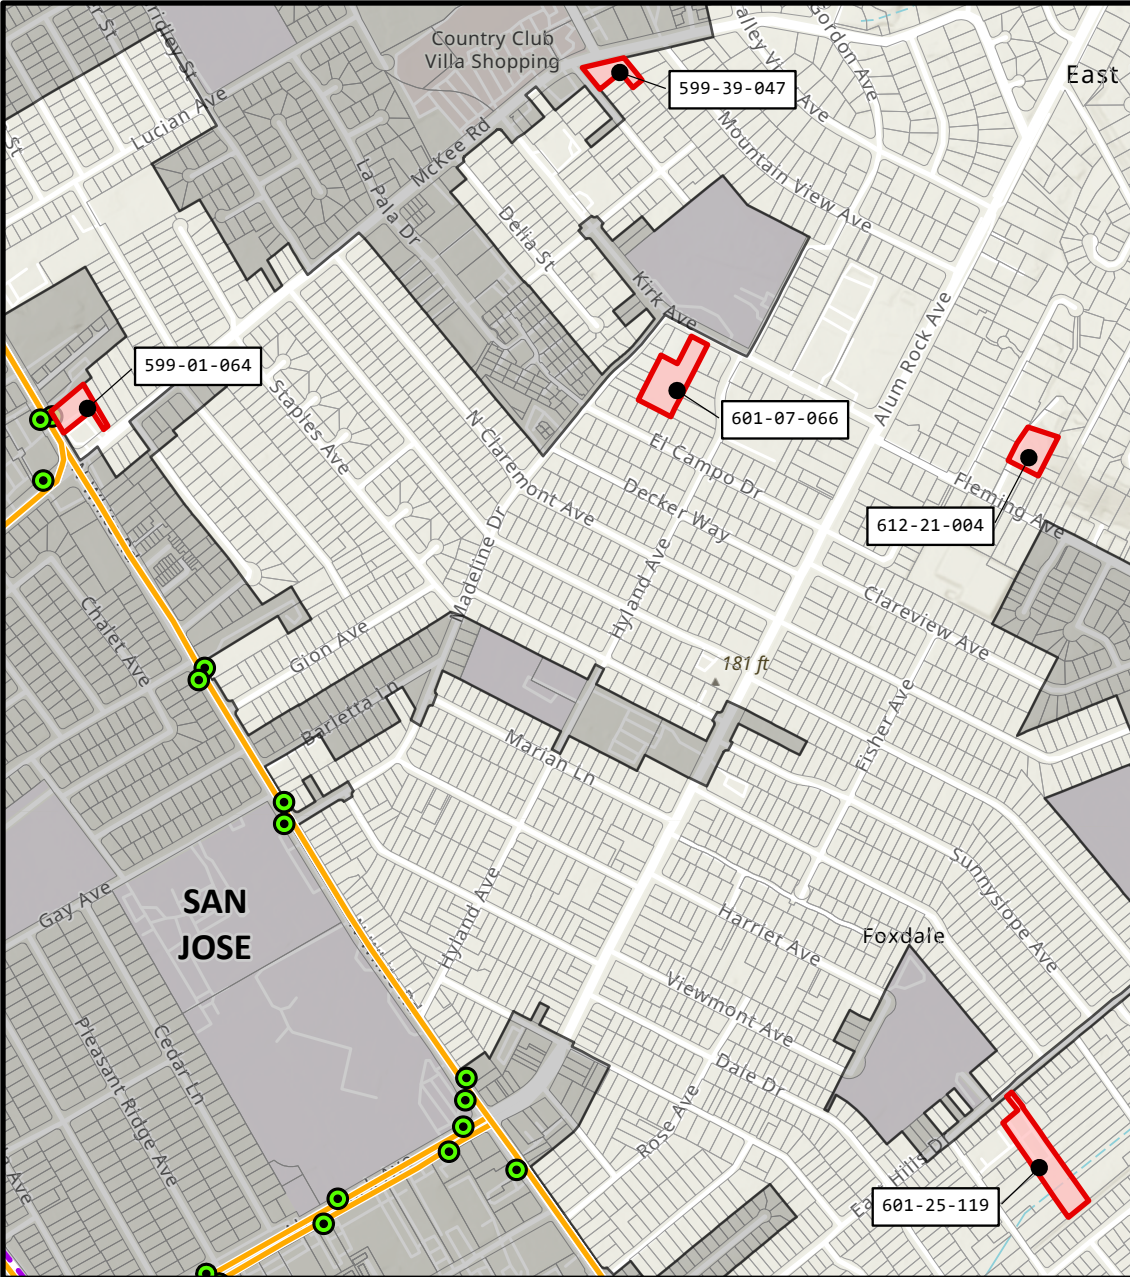 Country Club
Villa Shopping
599-39-047
Gordon Ave
East
Lucian Ave
McKee Rd
La Pala Dr
Mountain View Ave
Delia St
Kirk Ave
599-01-064
Alum Rock Ave
601-07-066
Staples Ave
N Claremont Ave
El Campo Dr
Decker Way
Fleming Ave
612-21-004
Madeline Dr
Hyland Ave
Clareview Ave
Chalet Ave
Gion Ave
181 ft
Barletta Ln
Fisher Ave
Marian Ln
Sunnyslope Ave
SAN
JOSE
Gay Ave
Hyland Ave
Harriet Ave
Foxdale
Viewmont Ave
Dale Dr
Pleasant Ridge Ave
Cedar Ln
Rose Ave
601-25-119